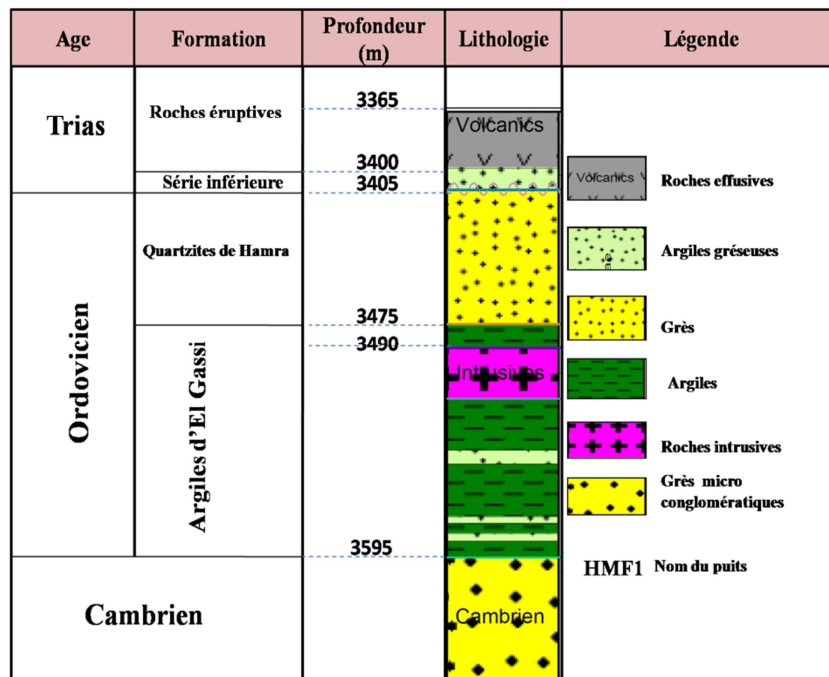 Age
Formation
Profondeur
(m)
Lithologie
Légende
Trias
Roches éruptives
3365
Volcanics
3400
Série inférieure
3405
Ordovicien
Quartzites de Hamra
3475
3490
Argiles d'El Gassi
Intrusives
3595
Cambrien
Cambrien
Volcanics
Roches effusives
Argiles gréseuses
Grès
Argiles
Roches intrusives
Grès micro
conglomératiques
HMF1 Nom du puits